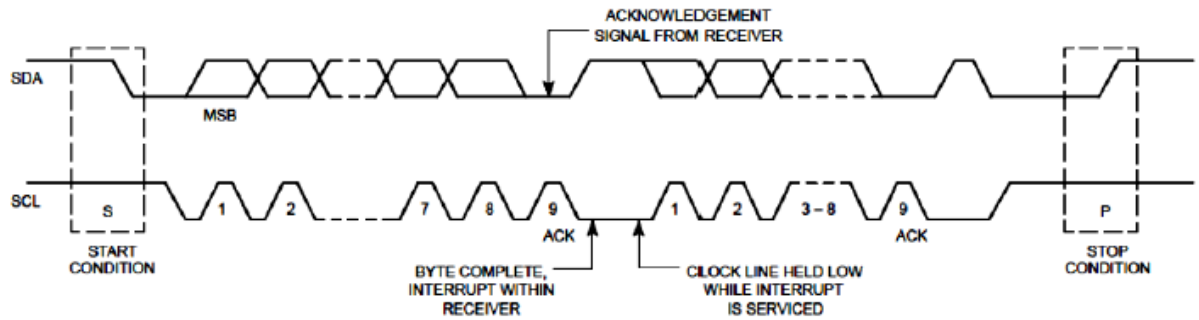 ACKNOWLEDGEMENT
SIGNAL FROM RECEIVER
SDA
MSB
SCL
S
1
2
7
8
9
1
2
3 – 8
9
P
ACK
ACK
START
CONDITION
STOP
CONDITION
BYTE COMPLETE,
INTERRUPT WITHIN
RECEIVER
CLOCK LINE HELD LOW
WHILE INTERRUPT
IS SERVICED